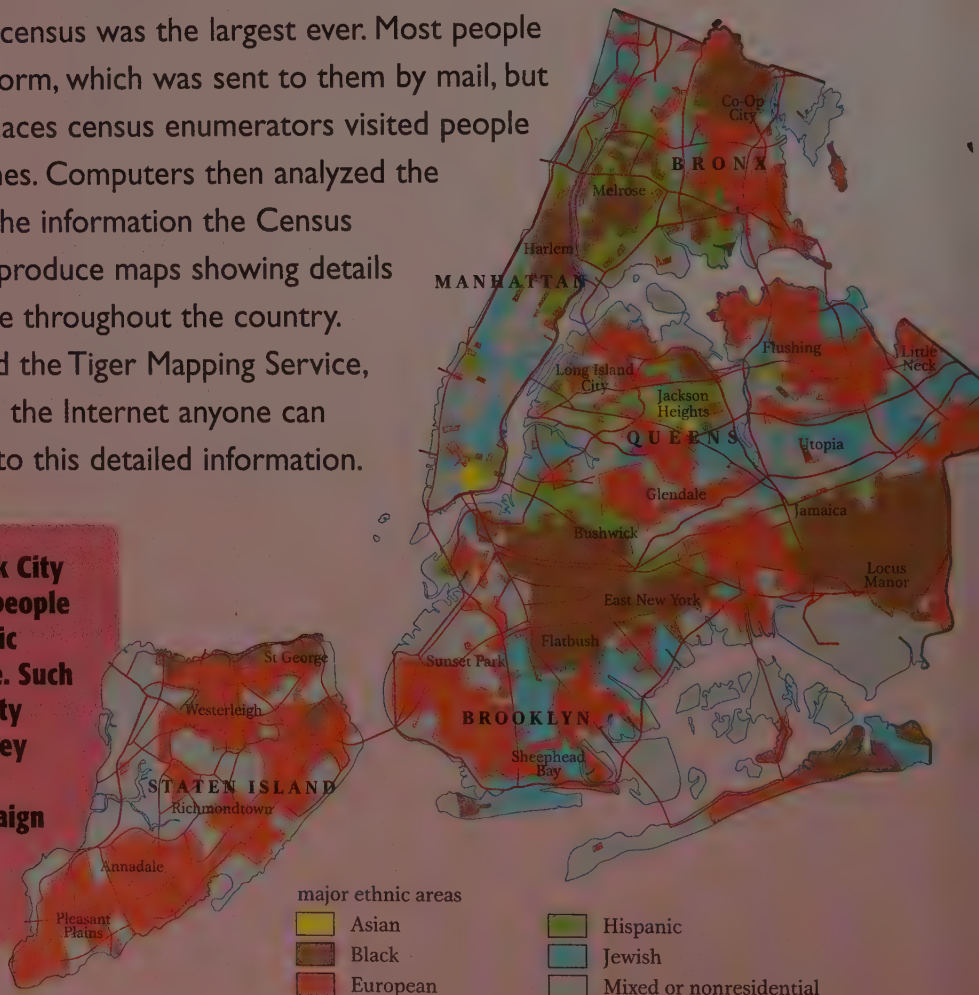 census was the largest ever. Most people
orm, which was sent to them by mail, but
laces census enumerators visited people
nes. Computers then analyzed the
he information the Census
produce maps showing details
e throughout the country.
d the Tiger Mapping Service,
the Internet anyone can
to this detailed information.
k City
people
ic
e. Such
ty
ey
aign
Co-Op
City
BRONX
Melrose
Harlem
MANHATTAN
Flushing
Little
Neck
Long Island
City
Jackson
Heights
QUEENS
Utopia
Glendale
Jamaica
Bushwick
Locus
Manor
East New York
Flatbush
Sunset Park
BROOKLYN
Sheephead
Bay
St George
Westerleigh
STATEN ISLAND
Richmondtown
Annadale
Pleasant
Plains
major ethnic areas
Asian
Black
European
Hispanic
Jewish
Mixed or nonresidential